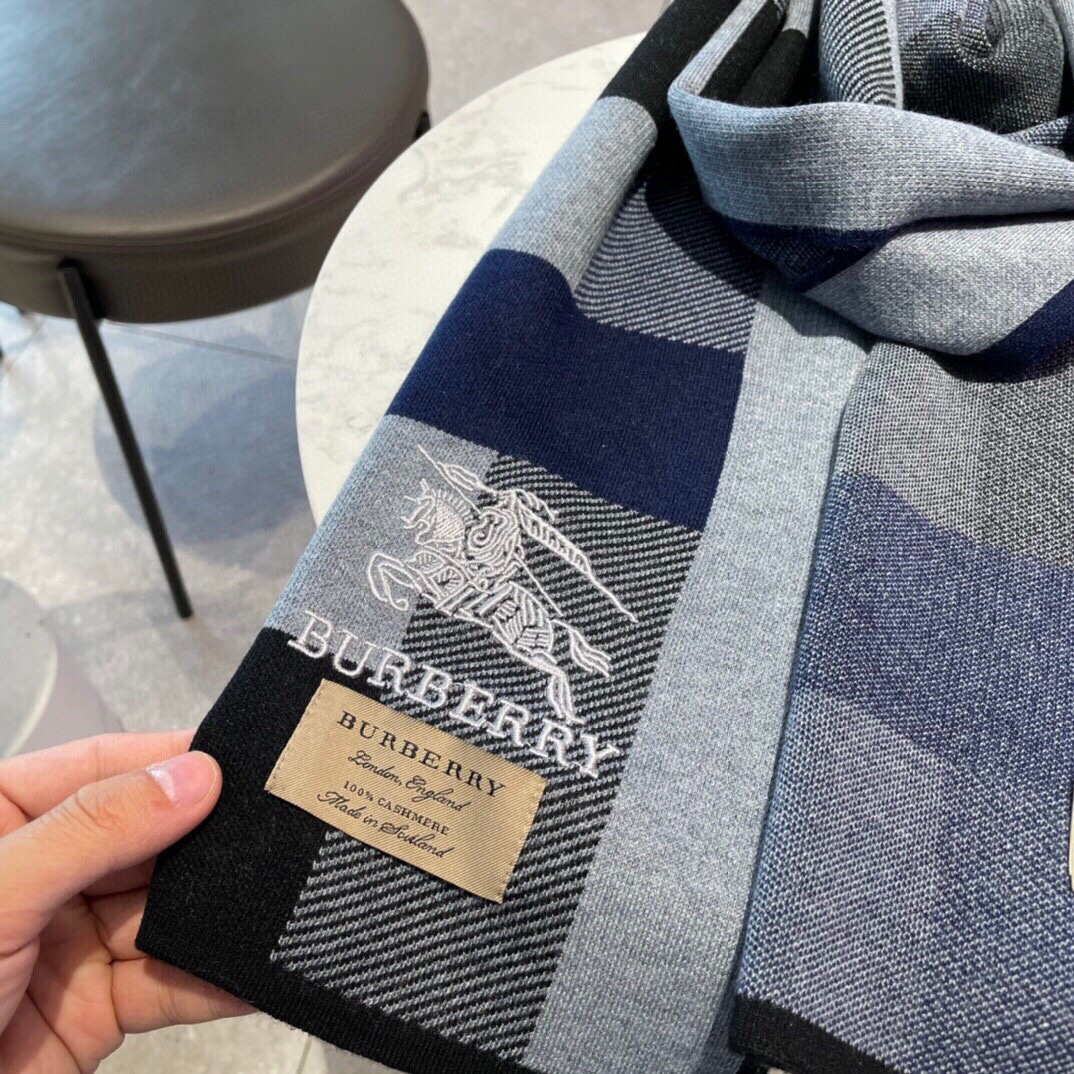 BURBERRY
BURBERRY
London, England
100% CASHMERE
Made in Scotland